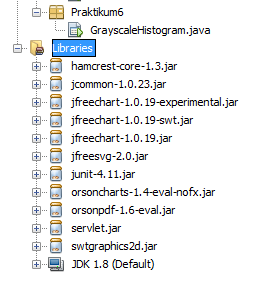 Praktikum6
GrayscaleHistogram.java
Libraries
hamcrest-core-1.3.jar
jcommon-1.0.23.jar
jfreechart-1.0.19-experimental.jar
jfreechart-1.0.19-swt.jar
jfreechart-1.0.19.jar
jfreesvg-2.0.jar
junit-4.11.jar
orsoncharts-1.4-eval-nofx.jar
orsonpdf-1.6-eval.jar
servlet.jar
swtgraphics2d.jar
JDK 1.8 (Default)